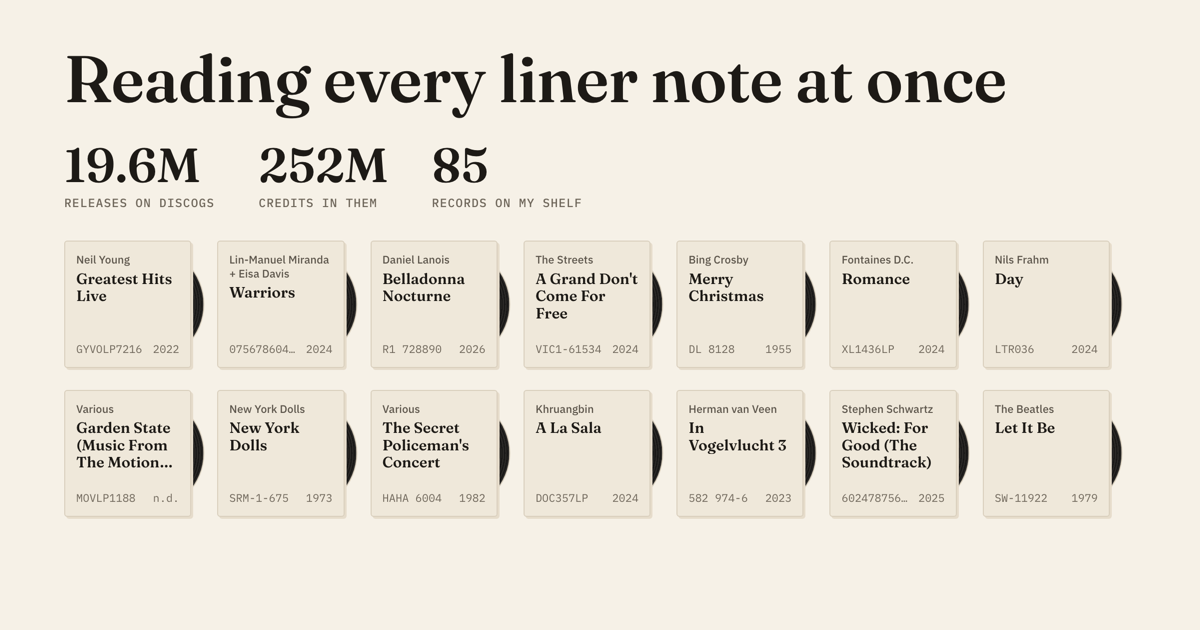 Reading every liner note at once
19.6M 252M 85
RELEASES ON DISCOGS CREDITS IN THEM RECORDS ON MY SHELF
Neil Young
Greatest Hits
Live
GYVOLP7216 2022
Lin-Manuel Miranda
+ Eisa Davis
Warriors
075678604… 2024
Daniel Lanois
Belladonna
Nocturne
R1 728890 2026
The Streets
A Grand Don't
Come For
Free
VIC1-61534 2024
Bing Crosby
Merry
Christmas
DL 8128 1955
Fontaines D.C.
Romance
XL1436LP 2024
Nils Frahm
Day
LTR036 2024
Various
Garden State
(Music From
The Motion…
MOVLP1188 n.d.
New York Dolls
New York
Dolls
SRM-1-675 1973
Various
The Secret
Policeman's
Concert
HAHA 6004 1982
Khruangbin
A La Sala
DOC357LP 2024
Herman van Veen
In
Vogelvlucht 3
582 974-6 2023
Stephen Schwartz
Wicked: For
Good (The
Soundtrack)
602478756… 2025
The Beatles
Let It Be
SW-11922 1979